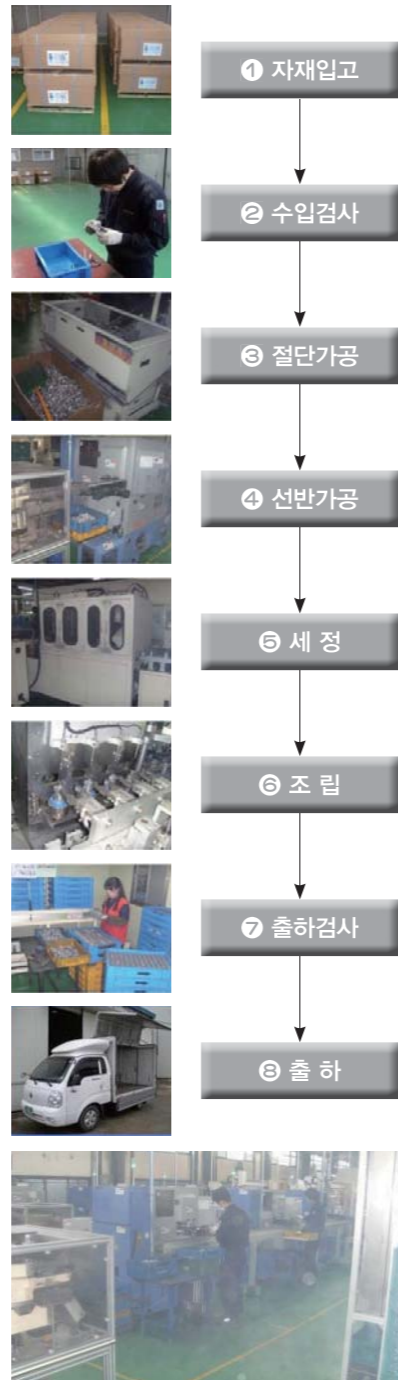 ❶ 자재입고
❷ 수입검사
❸ 절단가공
❹ 선반가공
❺ 세 정
❻ 조 립
❼ 출하검사
❽ 출 하